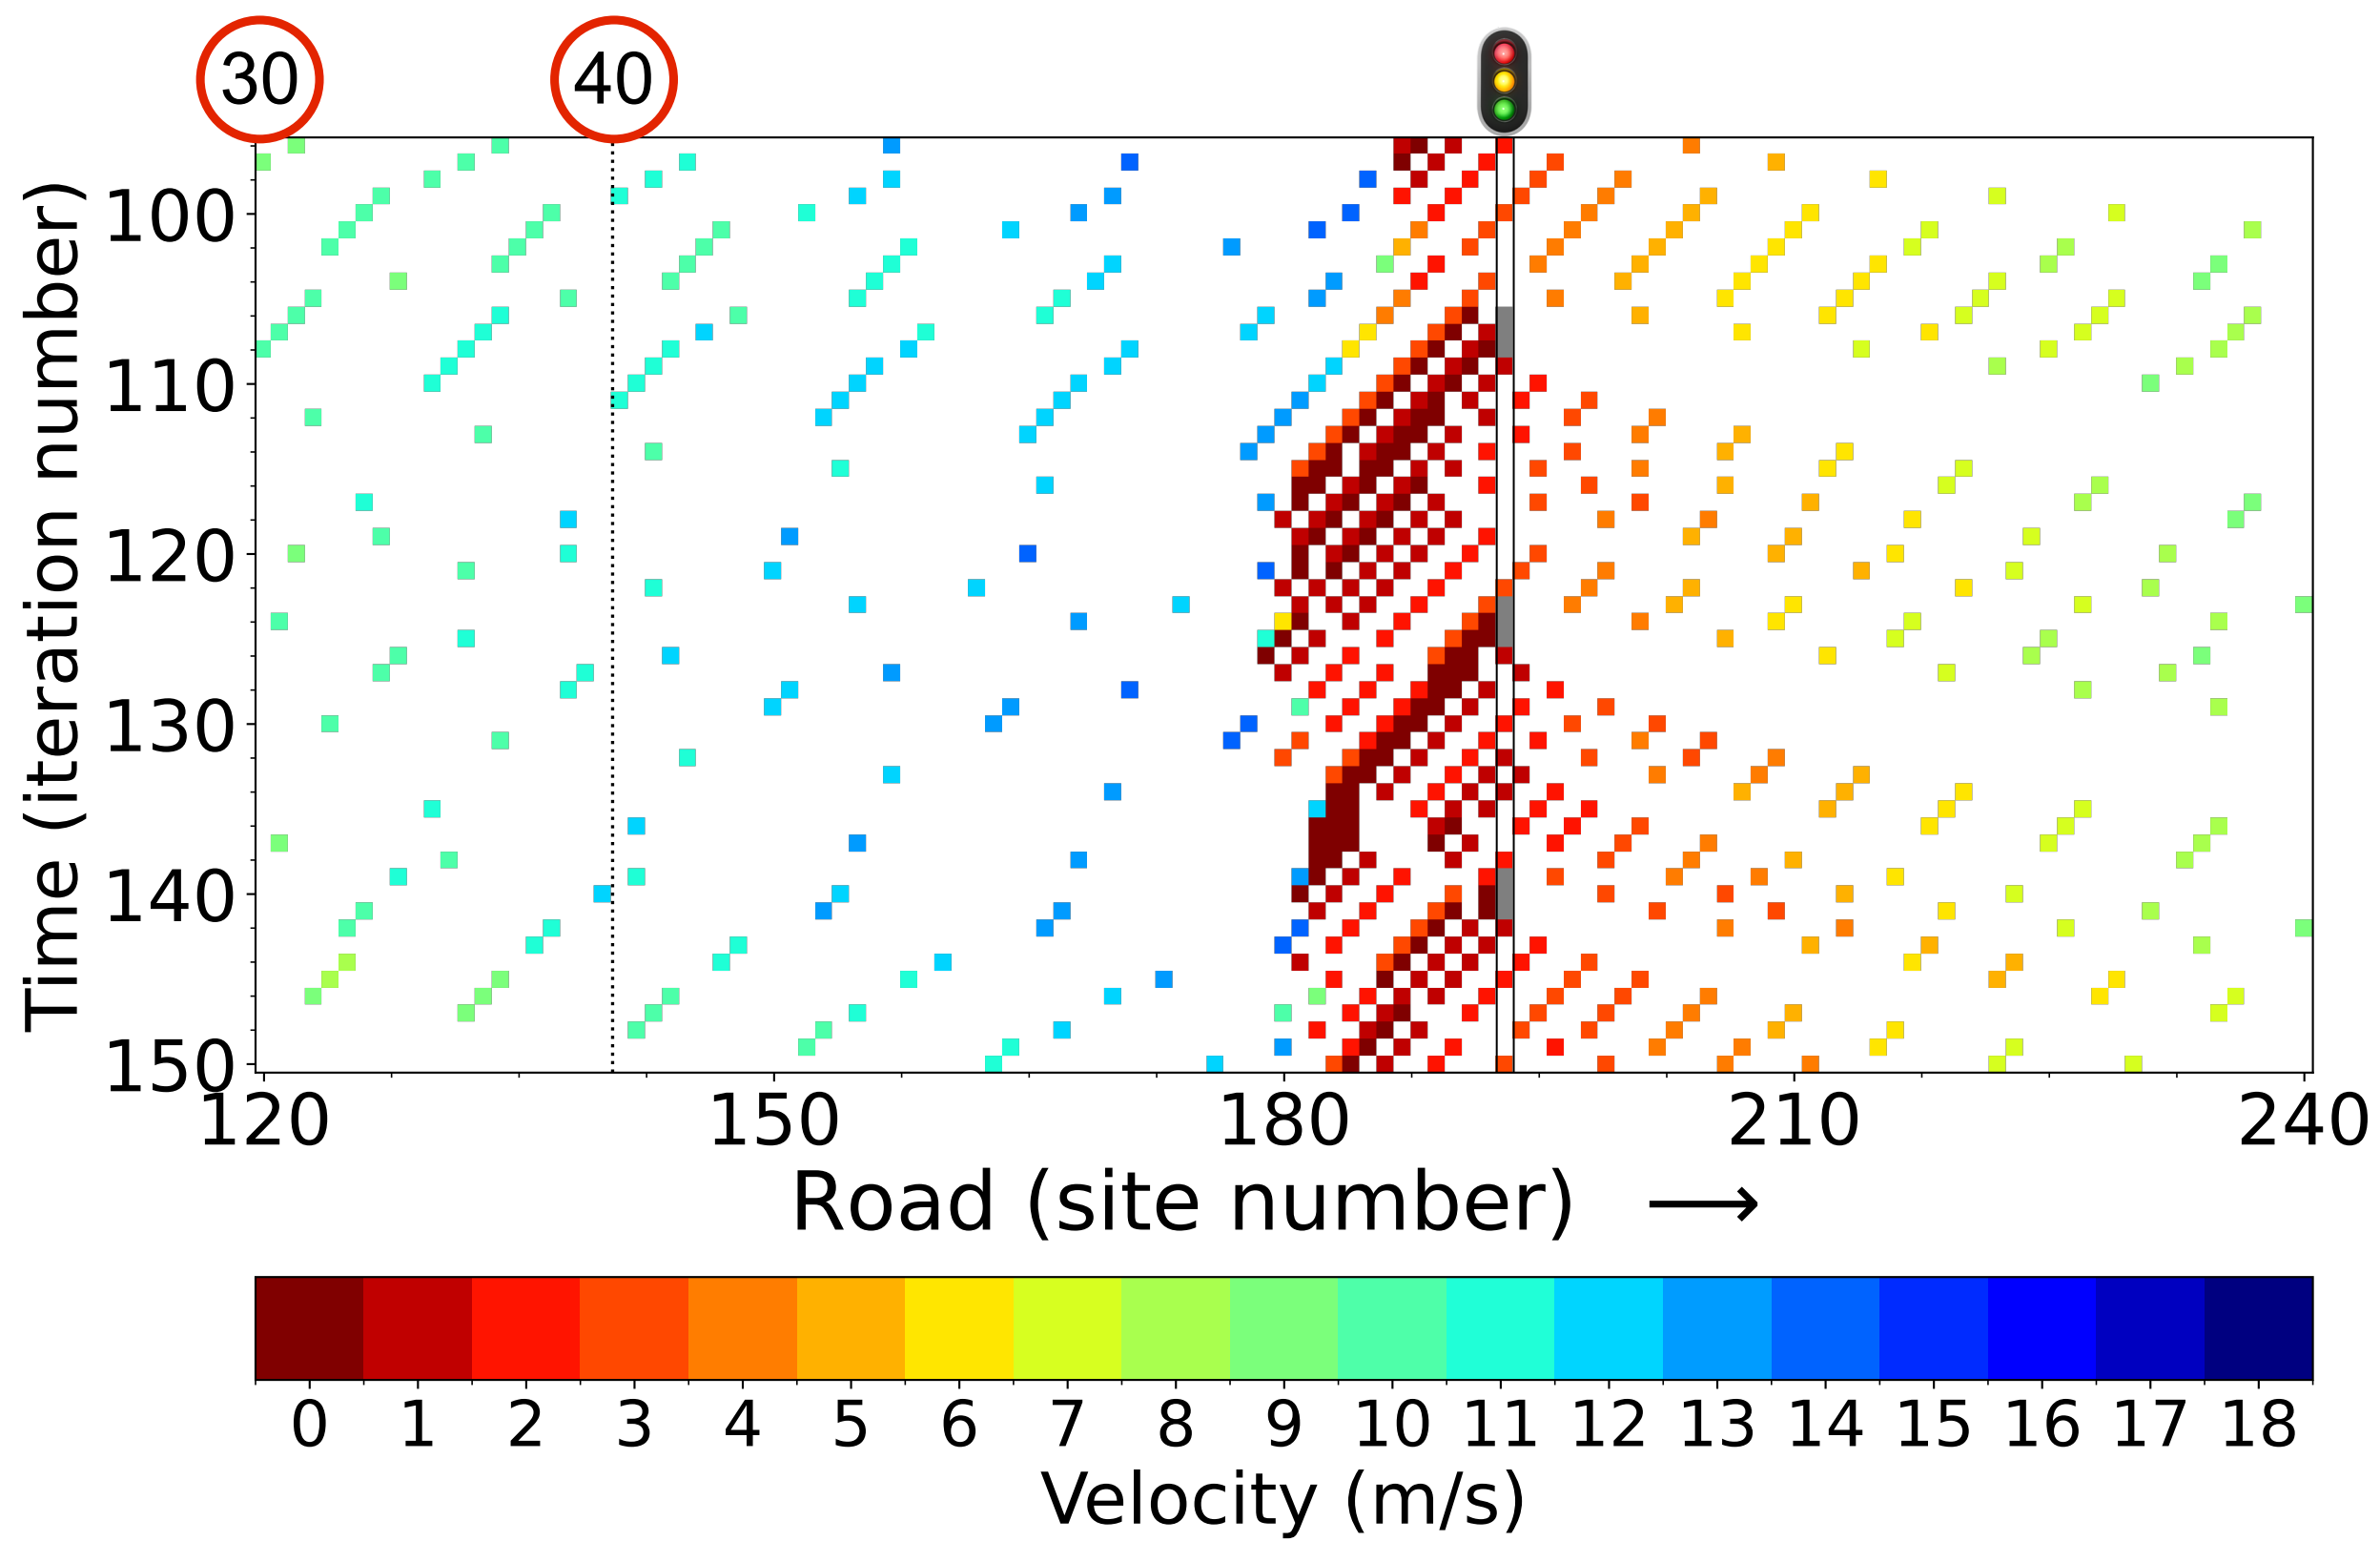 30 40
Time (iteration number)
100
110
120
130
140
150
120 150 180 210 240
Road (site number) ⟶
0 1 2 3 4 5 6 7 8 9 10 11 12 13 14 15 16 17 18
Velocity (m/s)